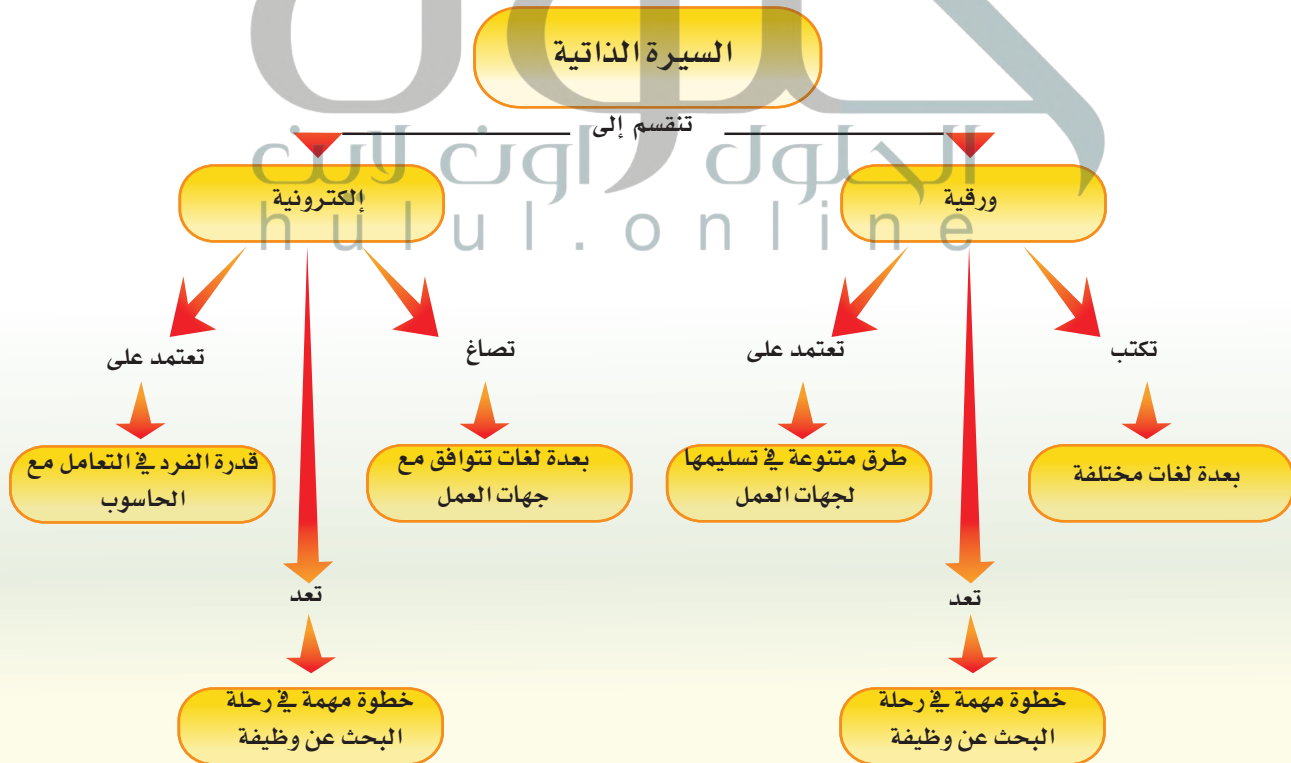 السيرة الذاتية
تنقسم إلى
الحلول اون لاين
hulul.online
ورقية
إلكترونية
تكتب
تعتمد على
تصاغ
تعتمد على
بعدة لغات مختلفة
طرق متنوعة في تسليمها
لجهات العمل
بعدة لغات تتوافق مع
جهات العمل
قدرة الفرد في التعامل مع
الحاسوب
تعد
تعد
خطوة مهمة في رحلة
البحث عن وظيفة
خطوة مهمة في رحلة
البحث عن وظيفة